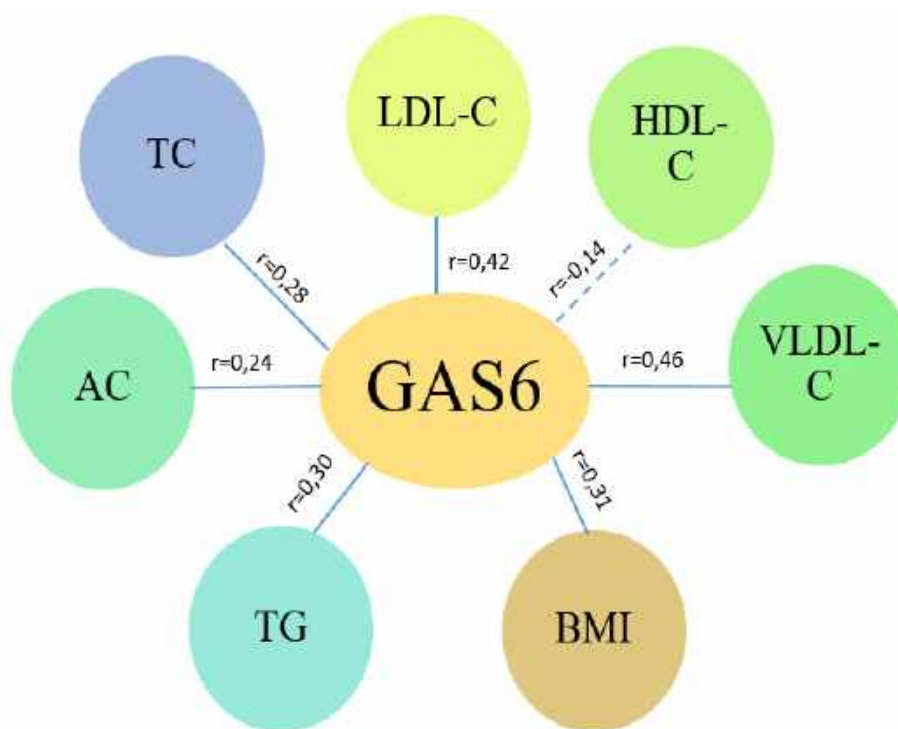 LDL-C
HDL-
C
TC
r=0,28
r=0,42
r=-0,14
VLDL-
C
AC
r=0,24
GAS6
r=0,46
r=0,30
r=0,31
TG
BMI